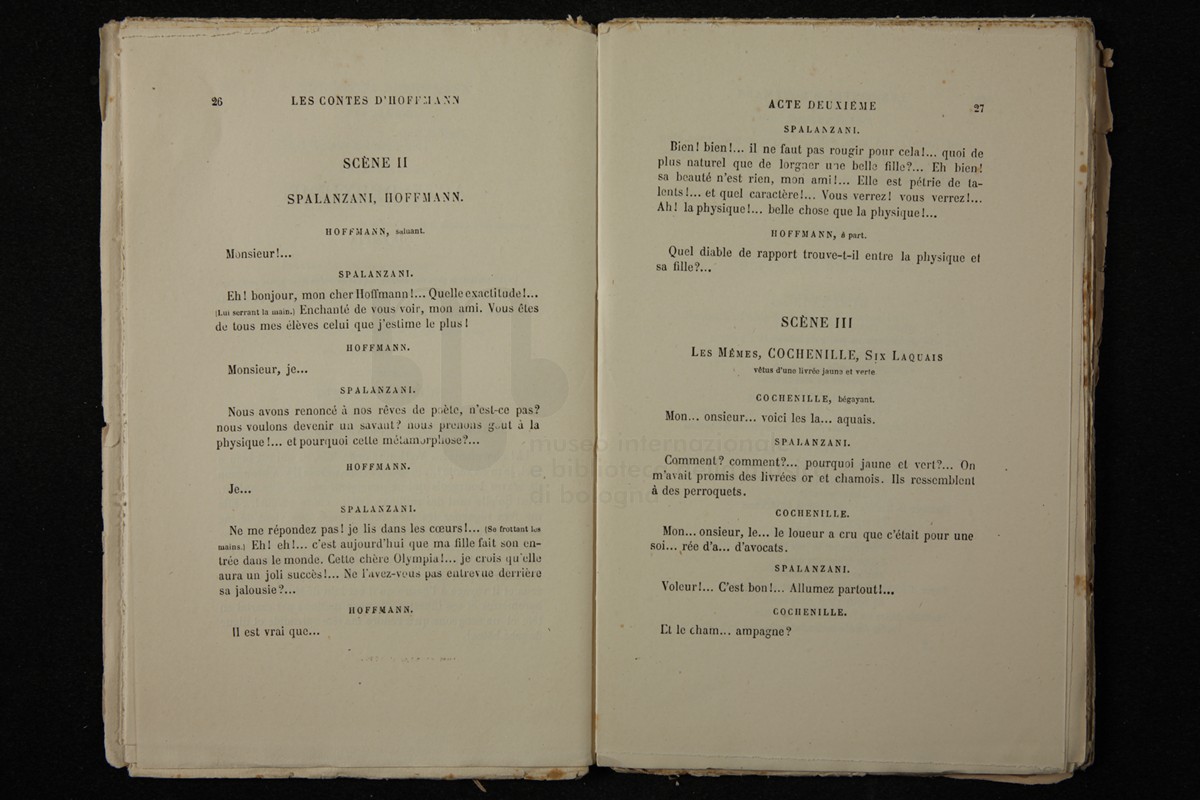 26
LES CONTES D'HOFFMANN
SCÈNE II
SPALANZANI, HOFFMANN.
HOFFMANN, saluant.
Monsieur!...
SPALANZANI.
Eh! bonjour, mon cher Hoffmann!... Quelle exactitude!...
(Lui serrant la main.) Enchanté de vous voir, mon ami. Vous êtes
de tous mes élèves celui que j'estime le plus!
HOFFMANN.
Monsieur, je...
SPALANZANI.
Nous avons renoncé à nos rêves de poète, n'est-ce pas?
nous voulons devenir un savant? nous prenons goût à la
physique!... et pourquoi cette métamorphose?...
HOFFMANN.
Je...
SPALANZANI.
Ne me répondez pas! je lis dans les cœurs!... (Se frottant les
mains.) Eh! eh!... c'est aujourd'hui que ma fille fait son en-
trée dans le monde. Cette chère Olympia!... je crois qu'elle
aura un joli succès!... Ne l'avez-vous pas entrevue derrière
sa jalousie?...
HOFFMANN.
Il est vrai que...
ACTE DEUXIÈME
27
SPALANZANI.
Bien! bien!... il ne faut pas rougir pour cela!... quoi de
plus naturel que de lorgner une belle fille?... Eh bien!
sa beauté n'est rien, mon ami!... Elle est pétrie de ta-
lents!... et quel caractère!... Vous verrez! vous verrez!...
Ah! la physique!... belle chose que la physique!...
HOFFMANN, à part.
Quel diable de rapport trouve-t-il entre la physique et
sa fille?...
SCÈNE III
LES MÊMES, COCHENILLE, SIX LAQUAIS
vêtus d'une livrée jaune et verte
COCHENILLE, bégayant.
Mon... onsieur... voici les la... aquais.
SPALANZANI.
Comment? comment?... pourquoi jaune et vert?... On
m'avait promis des livrées or et chamois. Ils ressemblent
à des perroquets.
COCHENILLE.
Mon... onsieur, le... le loueur a cru que c'était pour une
soi... rée d'a... d'avocats.
SPALANZANI.
Voleur!... C'est bon!... Allumez partout!...
COCHENILLE.
Et le cham... ampagne?
museo internazionale
e biblioteca
di bologna